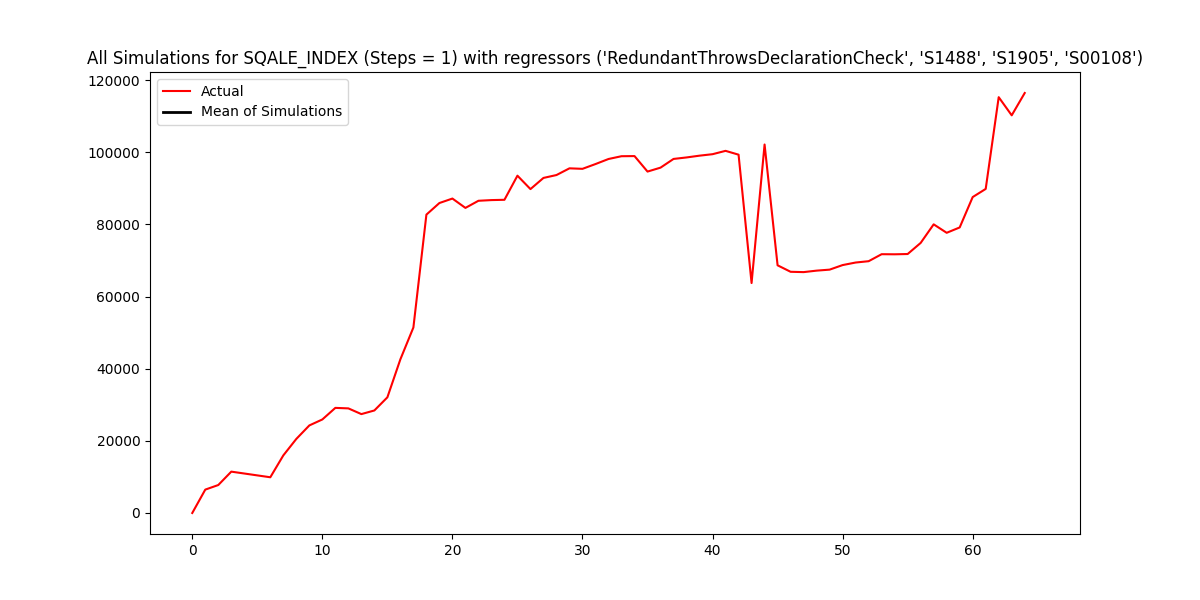 All Simulations for SQALE_INDEX (Steps = 1) with regressors ('RedundantThrowsDeclarationCheck', 'S1488', 'S1905', 'S00108')
Actual
Mean of Simulations
120000
100000
80000
60000
40000
20000
0
0 10 20 30 40 50 60